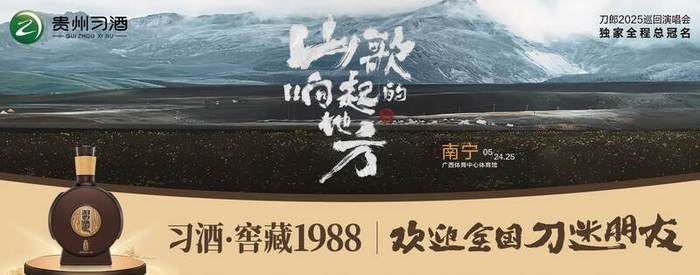 贵州习酒
GUIZHOU XIJIU
刀郎2025巡回演唱会
独家全程总冠名
山歌
响起的
地方
南宁 05 24.25
广西体育中心体育馆
习酒·窖藏1988 | 欢迎全国刀迷朋友